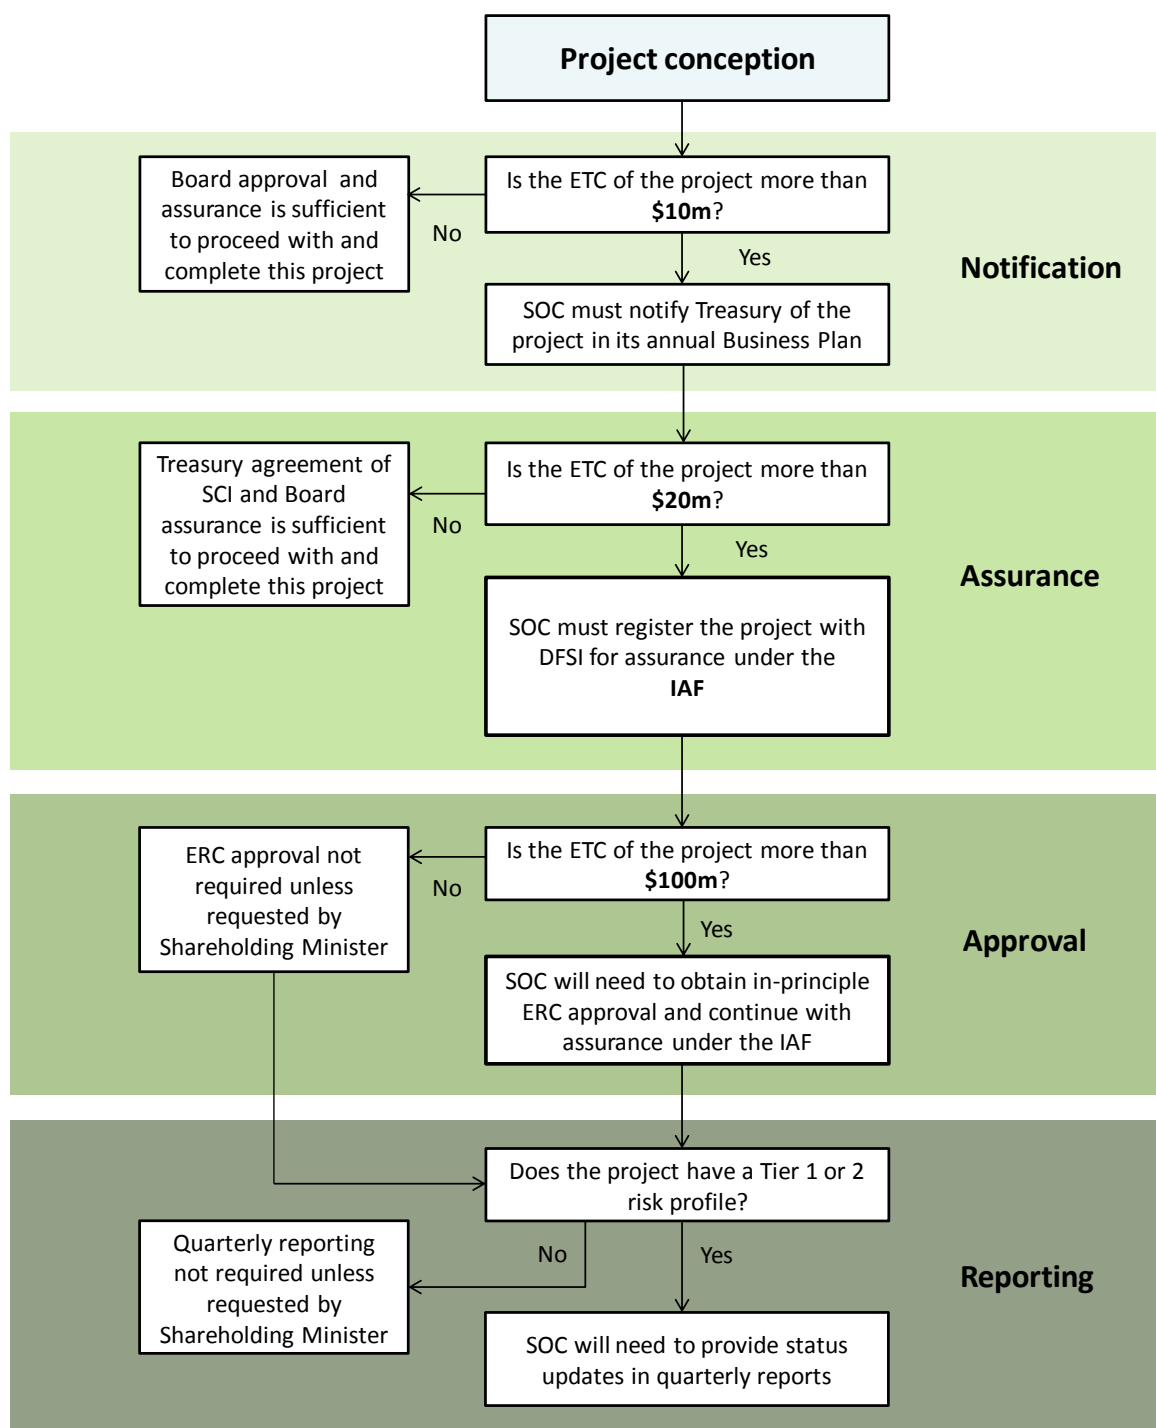 Project conception
Is the ETC of the project more than
$10m?
Board approval and
assurance is sufficient
to proceed with and
complete this project
No
Yes
Notification
SOC must notify Treasury of the
project in its annual Business Plan
Is the ETC of the project more than
$20m?
Treasury agreement of
SCI and Board
assurance is sufficient
to proceed with and
complete this project
No
Yes
Assurance
SOC must register the project with
DFSI for assurance under the
IAF
Is the ETC of the project more than
$100m?
ERC approval not
required unless
requested by
Shareholding Minister
No
Yes
Approval
SOC will need to obtain in-principle
ERC approval and continue with
assurance under the IAF
Does the project have a Tier 1 or 2
risk profile?
Quarterly reporting
not required unless
requested by
Shareholding Minister
No
Yes
Reporting
SOC will need to provide status
updates in quarterly reports